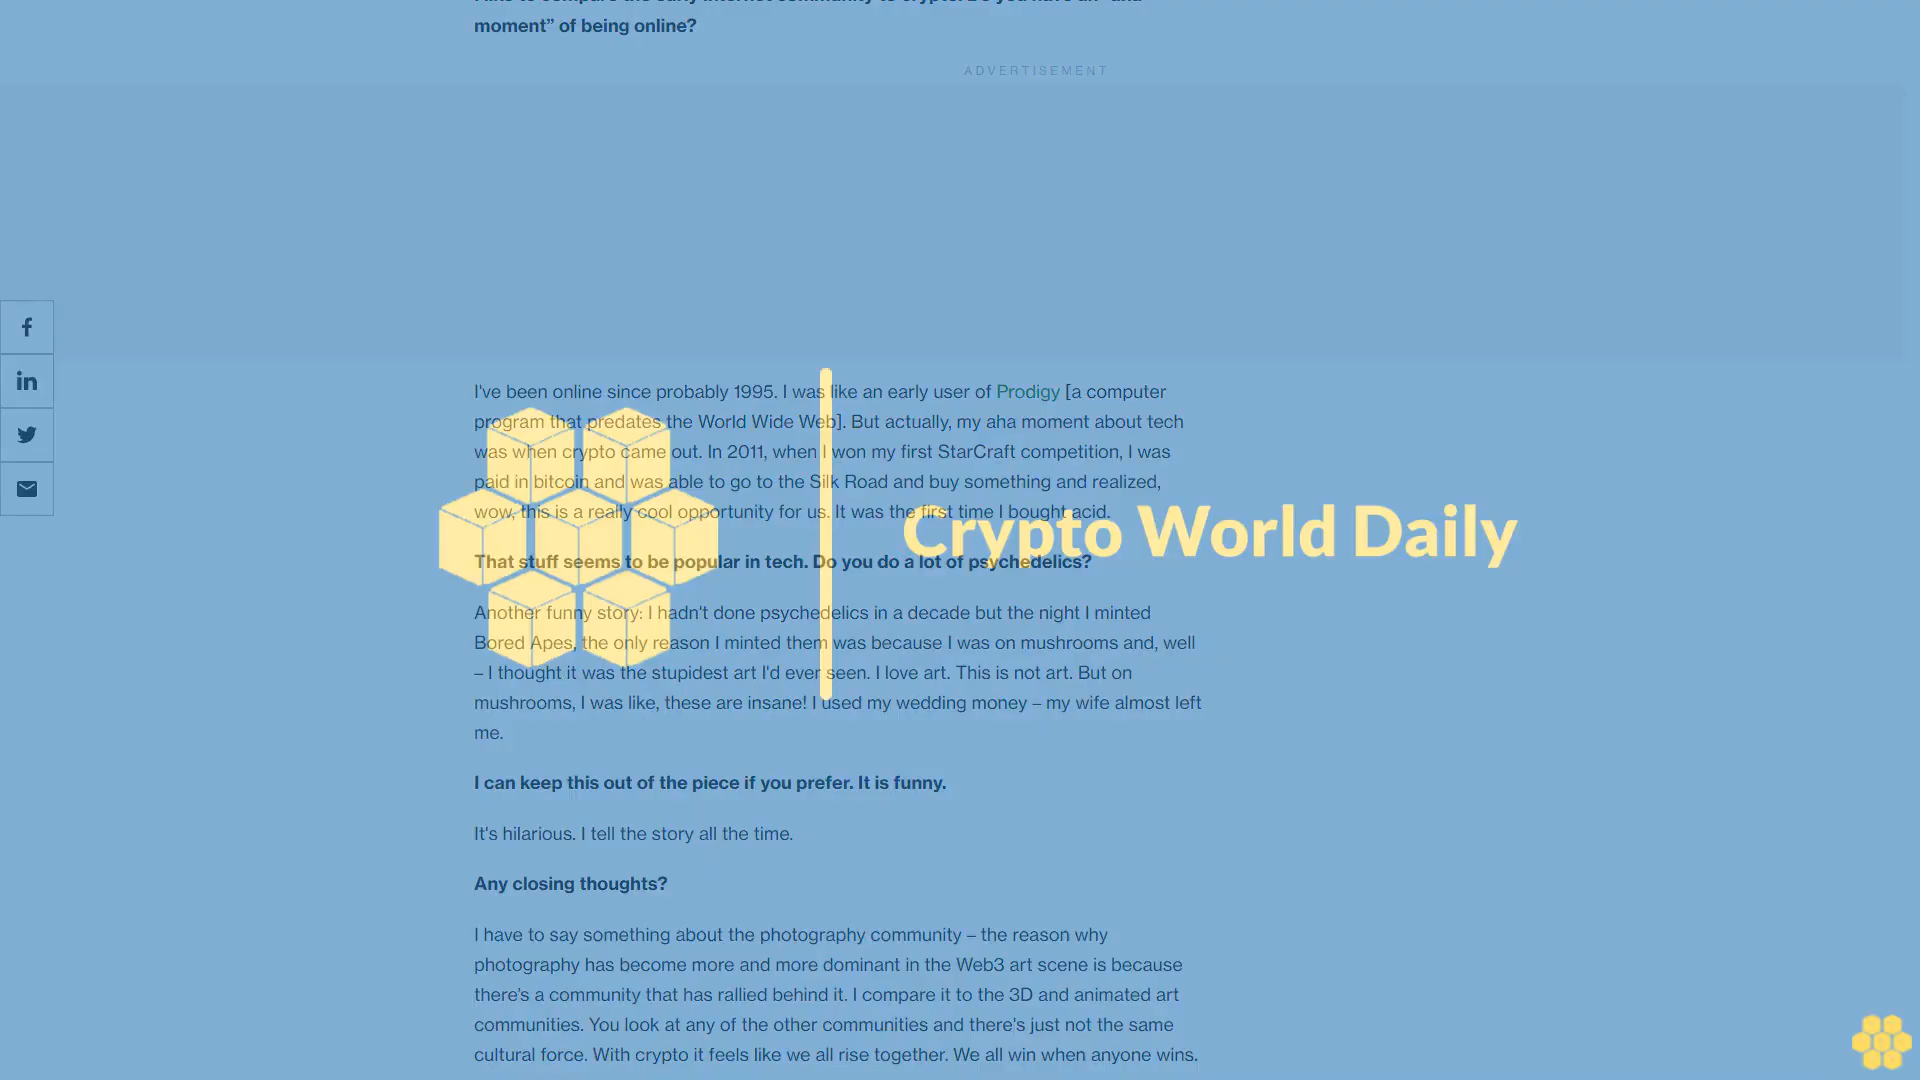 moment” of being online?
ADVERTISEMENT
I've been online since probably 1995. I was like an early user of Prodigy [a computer
program that predates the World Wide Web]. But actually, my aha moment about tech
was when crypto came out. In 2011, when I won my first StarCraft competition, I was
paid in bitcoin and was able to go to the Silk Road and buy something and realized,
wow, this is a really cool opportunity for us. It was the first time I bought acid.
Crypto World Daily
That stuff seems to be popular in tech. Do you do a lot of psychedelics?
Another funny story: I hadn't done psychedelics in a decade but the night I minted
Bored Apes, the only reason I minted them was because I was on mushrooms and, well
– I thought it was the stupidest art I'd ever seen. I love art. This is not art. But on
mushrooms, I was like, these are insane! I used my wedding money – my wife almost left
me.
I can keep this out of the piece if you prefer. It is funny.
It's hilarious. I tell the story all the time.
Any closing thoughts?
I have to say something about the photography community – the reason why
photography has become more and more dominant in the Web3 art scene is because
there's a community that has rallied behind it. I compare it to the 3D and animated art
communities. You look at any of the other communities and there's just not the same
cultural force. With crypto it feels like we all rise together. We all win when anyone wins.